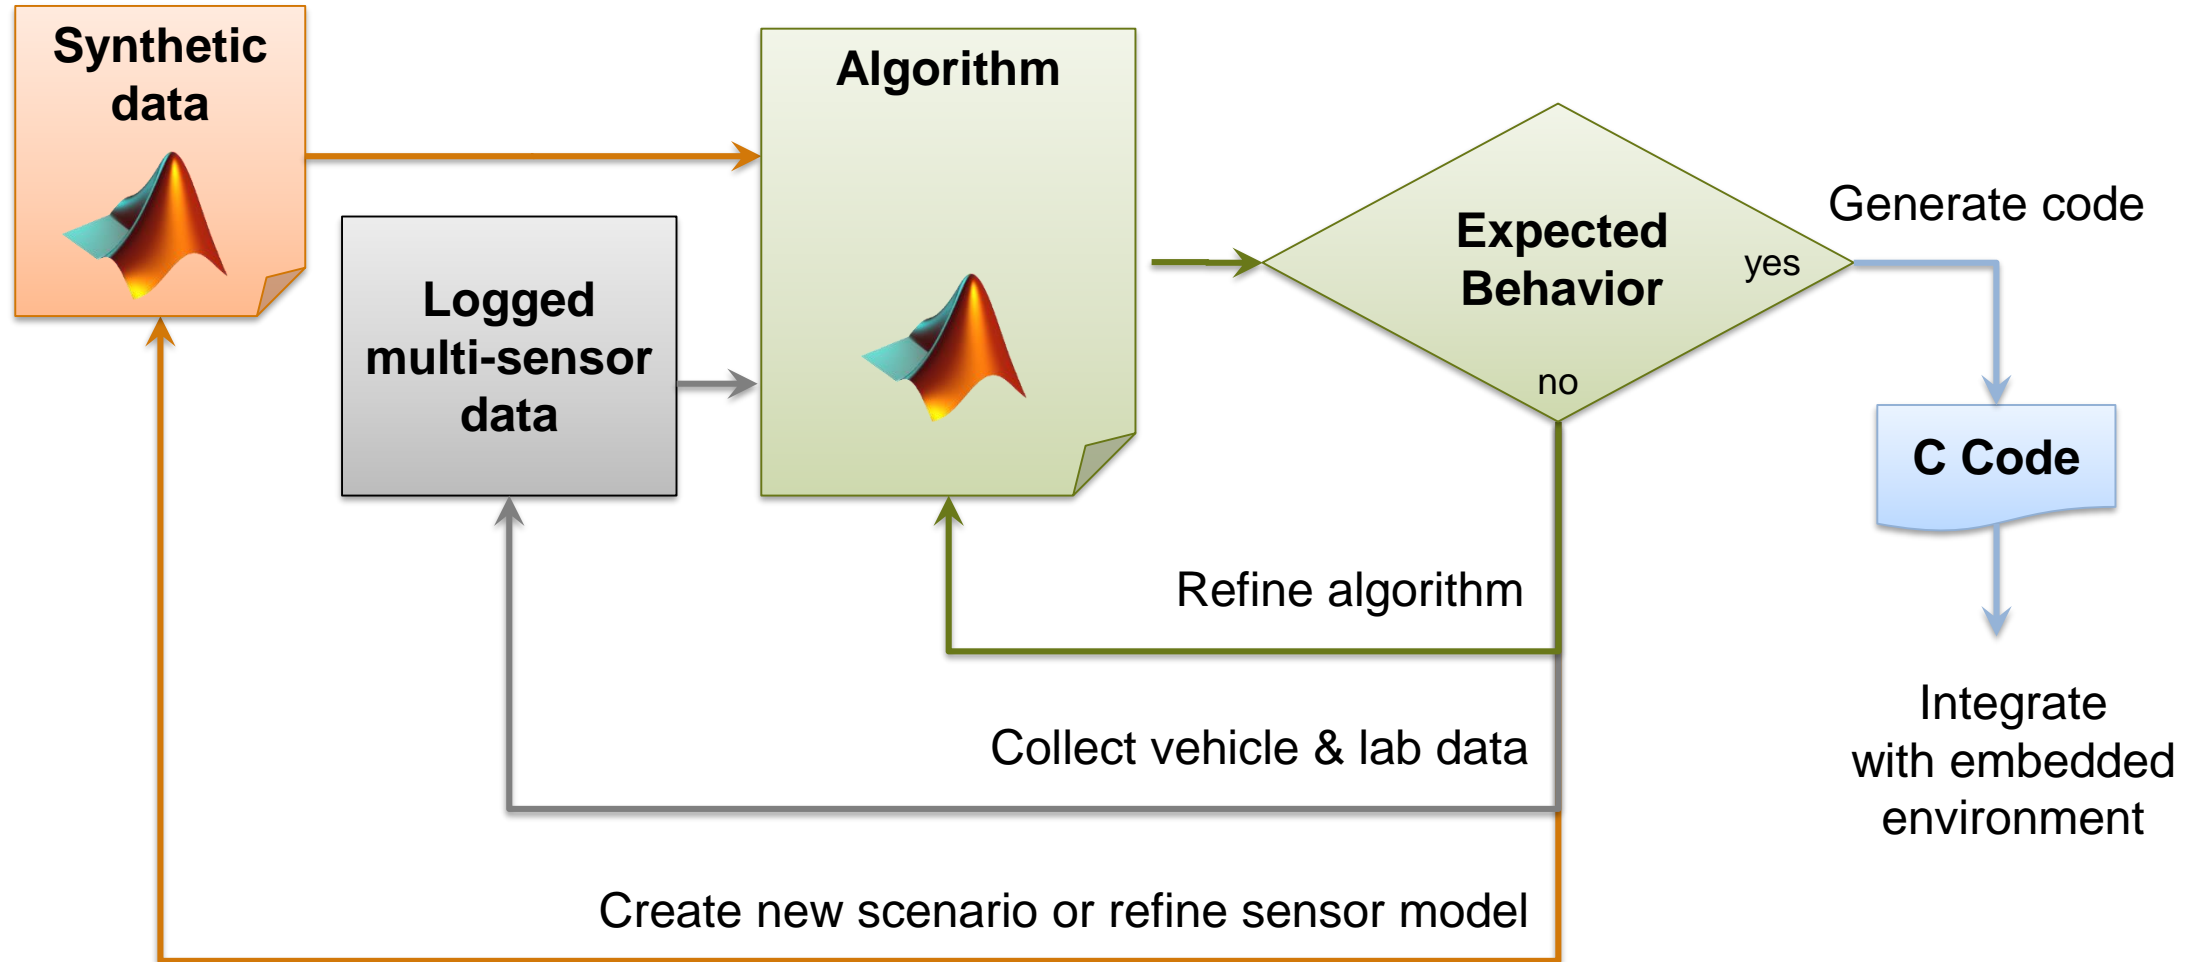 Synthetic
data
Algorithm
Logged
multi-sensor
data
Expected
Behavior
yes
no
Generate code
C Code
Integrate
with embedded
environment
Refine algorithm
Collect vehicle & lab data
Create new scenario or refine sensor model